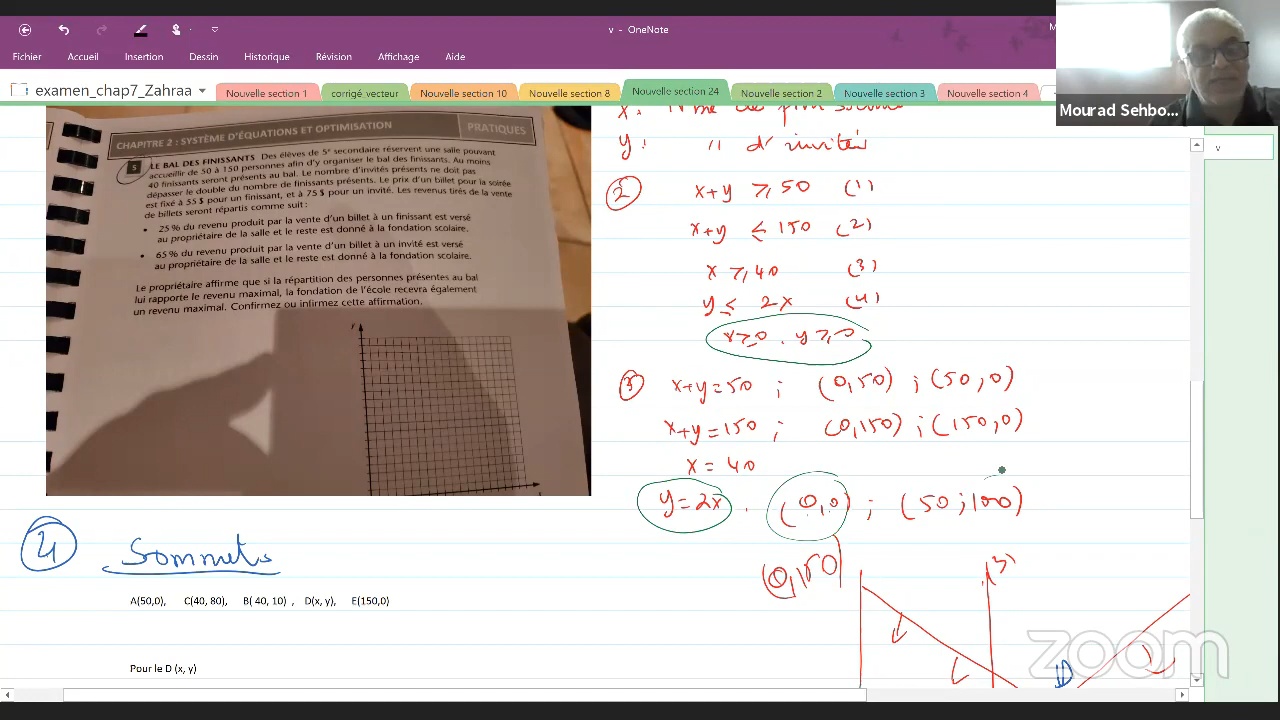 v - OneNote
Fichier Accueil Insertion Dessin Historique Révision Affichage Aide
examen_chap7_Zahraa
Nouvelle section 1 corrigé_vecteur Nouvelle section 10 Nouvelle section 8 Nouvelle section 24 Nouvelle section 2 Nouvelle section 3 Nouvelle section 4
Mourad Sehbo...
v
CHAPITRE 2 : SYSTÈME D'ÉQUATIONS ET OPTIMISATION PRATIQUES
5 LE BAL DES FINISSANTS Des élèves de 5e secondaire réservent une salle pouvant
accueillir de 50 à 150 personnes afin d'y organiser le bal des finissants. Au moins
40 finissants seront présents au bal. Le nombre d'invités présents ne doit pas
dépasser le double du nombre de finissants présents. Le prix d'un billet pour la soirée
est fixé à 55 $ pour un finissant, et à 75 $ pour un invité. Les revenus tirés de la vente
de billets seront répartis comme suit :
• 25 % du revenu produit par la vente d'un billet à un finissant est versé
au propriétaire de la salle et le reste est donné à la fondation scolaire.
• 65 % du revenu produit par la vente d'un billet à un invité est versé
au propriétaire de la salle et le reste est donné à la fondation scolaire.
Le propriétaire affirme que si la répartition des personnes présentes au bal
lui rapporte le revenu maximal, la fondation de l'école recevra également
un revenu maximal. Confirmez ou infirmez cette affirmation.
y
y: " d'invités
2 x+y ≥ 50 (1)
x+y ≤ 150 (2)
x ≥ 40 (3)
y ≤ 2x (4)
x≥0, y≥0
3 x+y=50 ; (0,50) ; (50,0)
x+y=150 ; (0,150) ; (150,0)
x = 40
y=2x . (0,0) ; (50;100)
(0,150)
(3)
D
4 Sommets
A(50,0), C(40, 80), B( 40, 10) , D(x, y), E(150,0)
Pour le D (x, y)
zoom